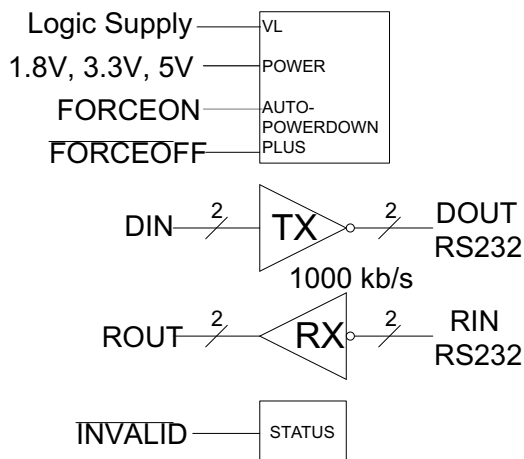 Logic Supply
VL
1.8V, 3.3V, 5V
POWER
FORCEON
AUTO-
POWERDOWN
PLUS
FORCEOFF
DIN
2
TX
2
DOUT
RS232
1000 kb/s
ROUT
2
RX
2
RIN
RS232
INVALID
STATUS